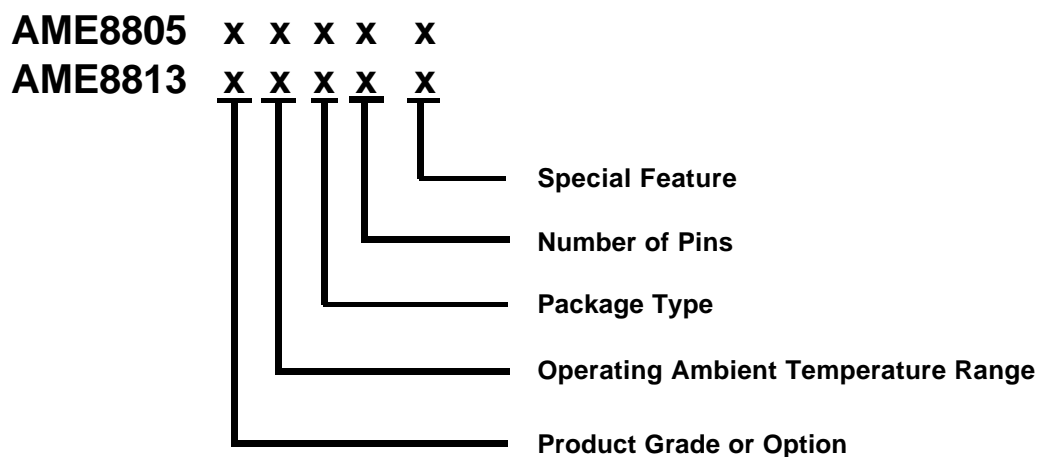 AME8805 x x x x x
AME8813 x x x x x
Special Feature
Number of Pins
Package Type
Operating Ambient Temperature Range
Product Grade or Option